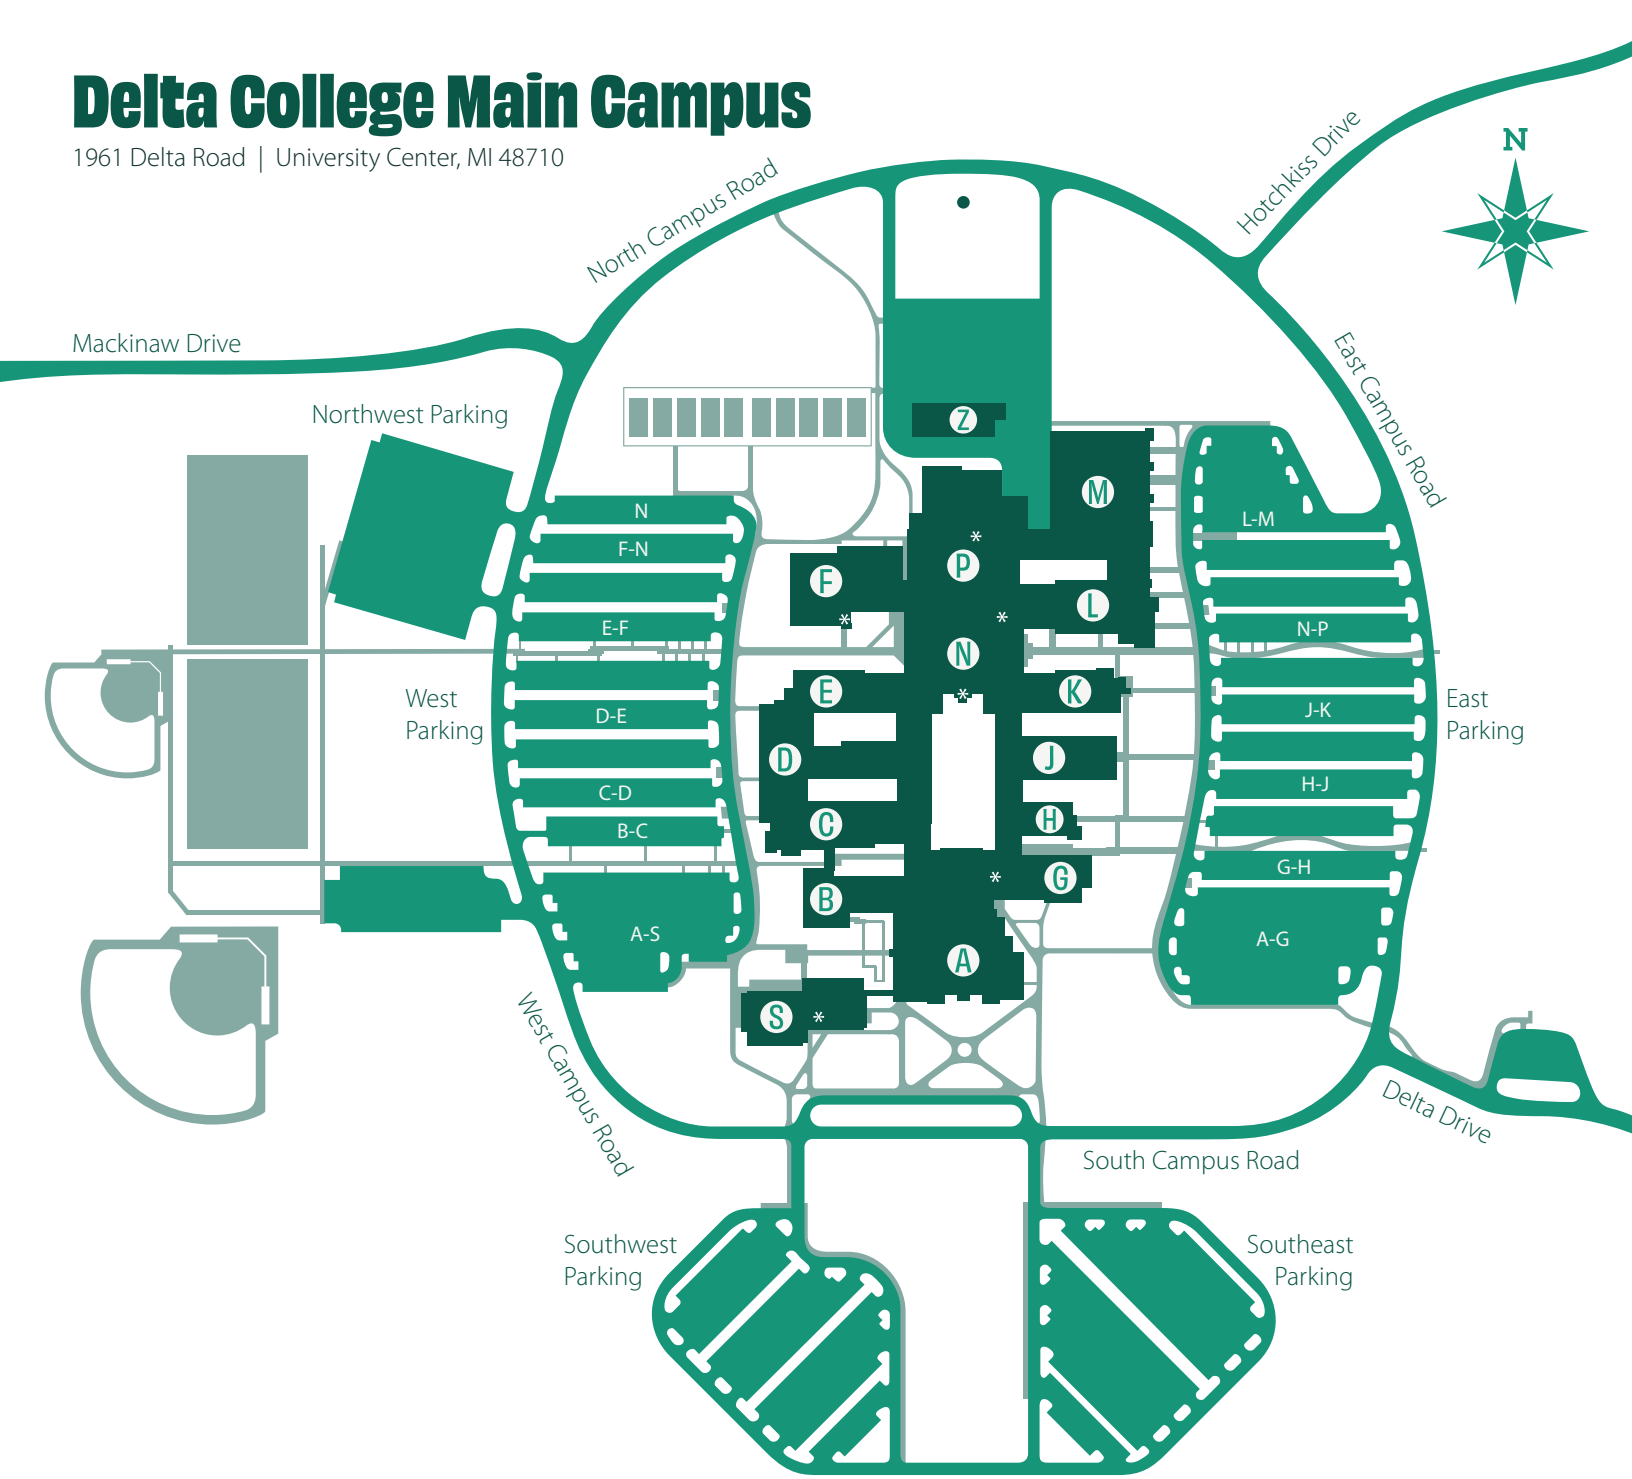 Delta College Main Campus
1961 Delta Road | University Center, MI 48710
N
North Campus Road
Hotchkiss Drive
Mackinaw Drive
East Campus Road
Northwest Parking
Z
M
N
L-M
*
F-N
P
F
L
*
*
E-F
N-P
N
E
K
*
West
Parking
D-E
J-K
East
Parking
D
J
C-D
H-J
B-C
C
H
G-H
*
G
B
A-S
A-G
A
S
*
West Campus Road
Delta Drive
South Campus Road
Southwest
Parking
Southeast
Parking